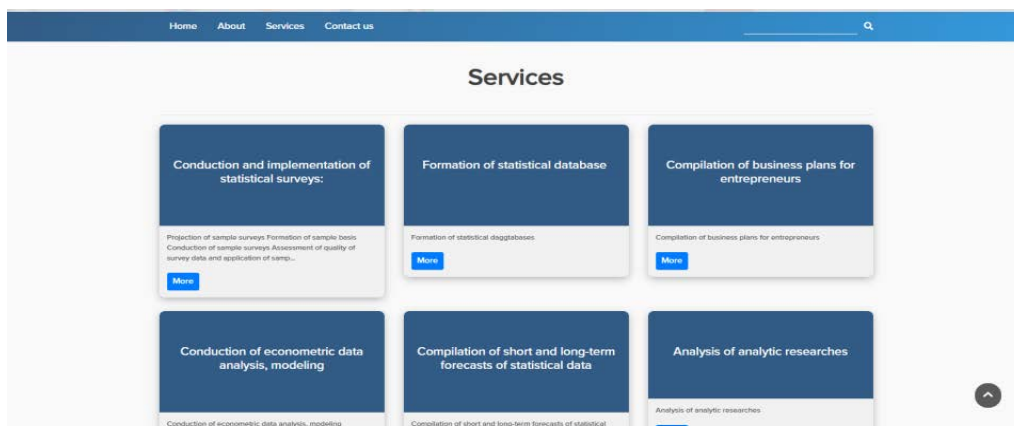 Home About Services Contact us
Services
Conduction and implementation of
statistical surveys:
Projection of sample surveys Formation of sample basis
Conduction of sample surveys Assessment of quality of
survey data and application of samp...
More
Formation of statistical database
Formation of statistical daggtabases
More
Compilation of business plans for
entrepreneurs
Compilation of business plans for entrepreneurs
More
Conduction of econometric data
analysis, modeling
Conduction of econometric data analysis, modeling
Compilation of short and long-term
forecasts of statistical data
Compilation of short and long-term forecasts of statistical
Analysis of analytic researches
Analysis of analytic researches